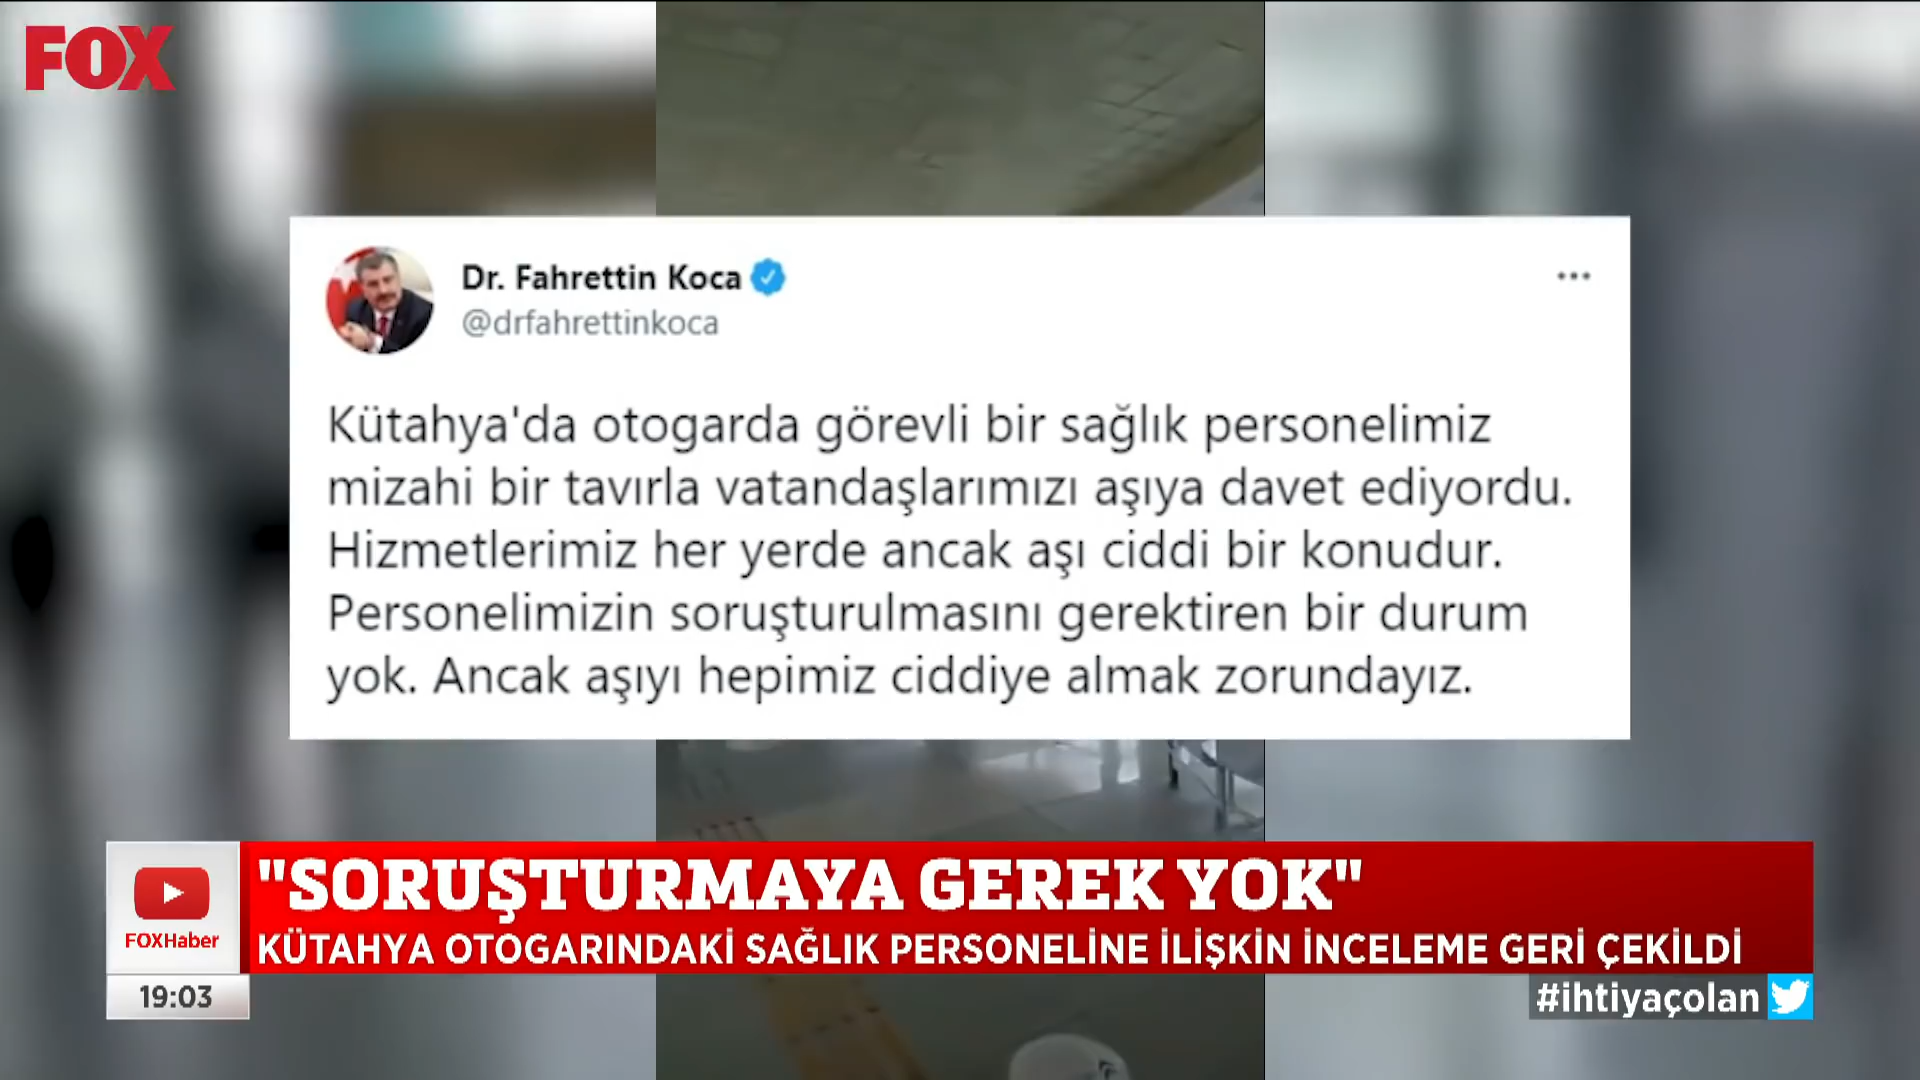 FOX
Dr. Fahrettin Koca
@drfahrettinkoca
Kütahya'da otogarda görevli bir sağlık personelimiz
mizahi bir tavırla vatandaşlarımızı aşıya davet ediyordu.
Hizmetlerimiz her yerde ancak aşı ciddi bir konudur.
Personelimizin soruşturulmasını gerektiren bir durum
yok. Ancak aşıyı hepimiz ciddiye almak zorundayız.
"SORUŞTURMAYA GEREK YOK"
FOXHaber
KÜTAHYA OTOGARINDAKİ SAĞLIK PERSONELİNE İLİŞKİN İNCELEME GERİ ÇEKİLDİ
19:03
#ihtiyaçolan